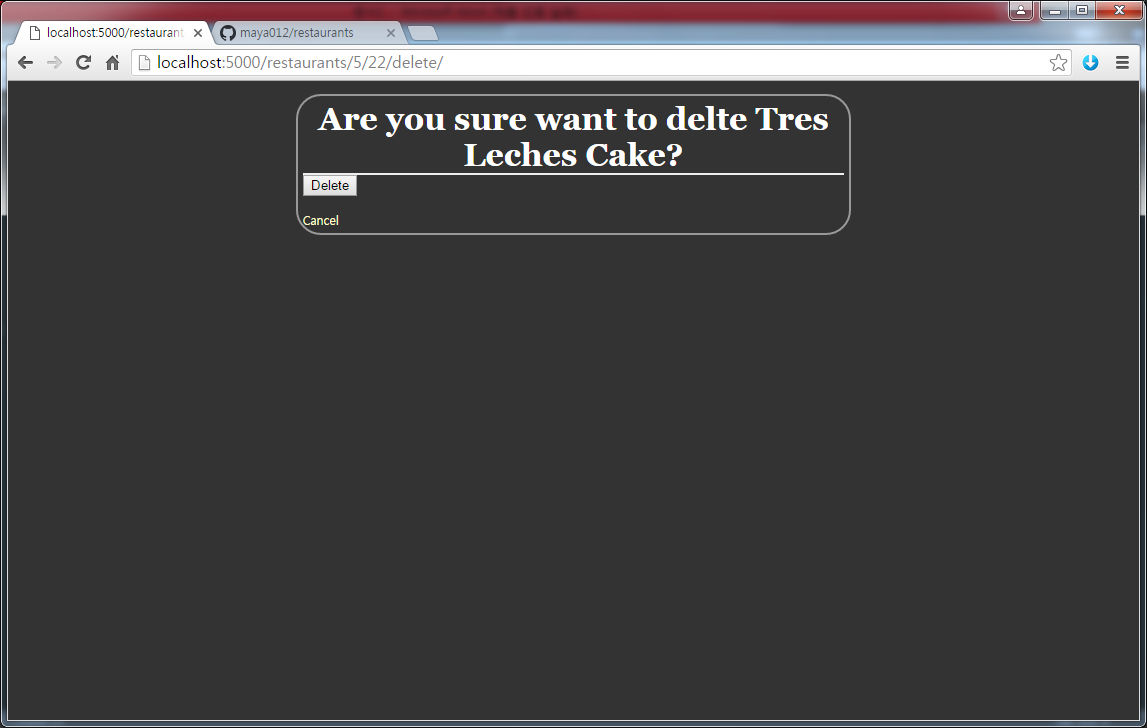 localhost:5000/restaurant
maya012/restaurants
localhost:5000/restaurants/5/22/delete/
Are you sure want to delte Tres
Leches Cake?
Delete
Cancel